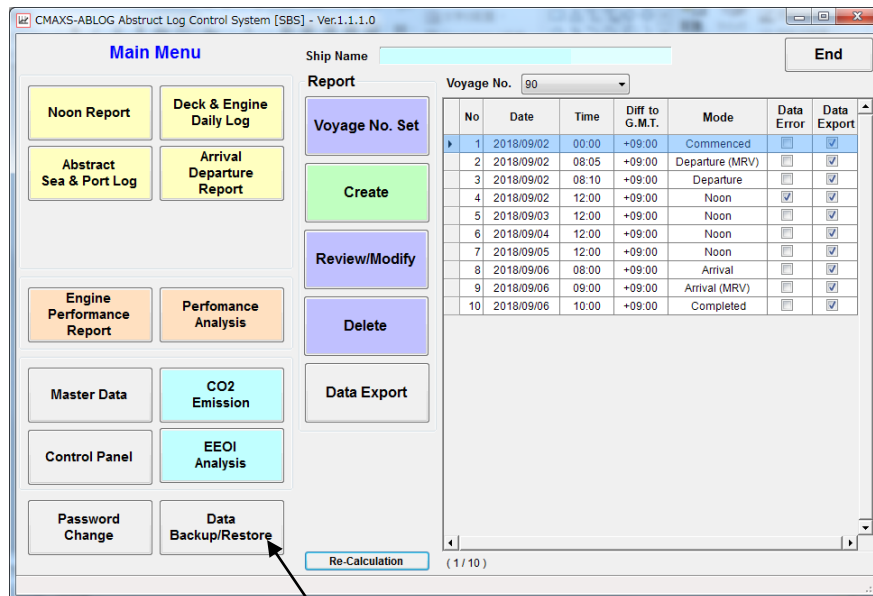 CMAXS-ABLOG Abstruct Log Control System [SBS] - Ver.1.1.1.0
Main Menu
Ship Name
End
Noon Report
Deck & Engine
Daily Log
Abstract
Sea & Port Log
Arrival
Departure
Report
Engine
Performance
Report
Perfomance
Analysis
Master Data
CO2
Emission
Control Panel
EEOI
Analysis
Password
Change
Data
Backup/Restore
Report
Voyage No. Set
Create
Review/Modify
Delete
Data Export
Re-Calculation
Voyage No. 90
No Date Time Diff to G.M.T. Mode Data Error Data Export
1 2018/09/02 00:00 +09:00 Commenced
2 2018/09/02 08:05 +09:00 Departure (MRV)
3 2018/09/02 08:10 +09:00 Departure
4 2018/09/02 12:00 +09:00 Noon
5 2018/09/03 12:00 +09:00 Noon
6 2018/09/04 12:00 +09:00 Noon
7 2018/09/05 12:00 +09:00 Noon
8 2018/09/06 08:00 +09:00 Arrival
9 2018/09/06 09:00 +09:00 Arrival (MRV)
10 2018/09/06 10:00 +09:00 Completed
( 1 / 10 )